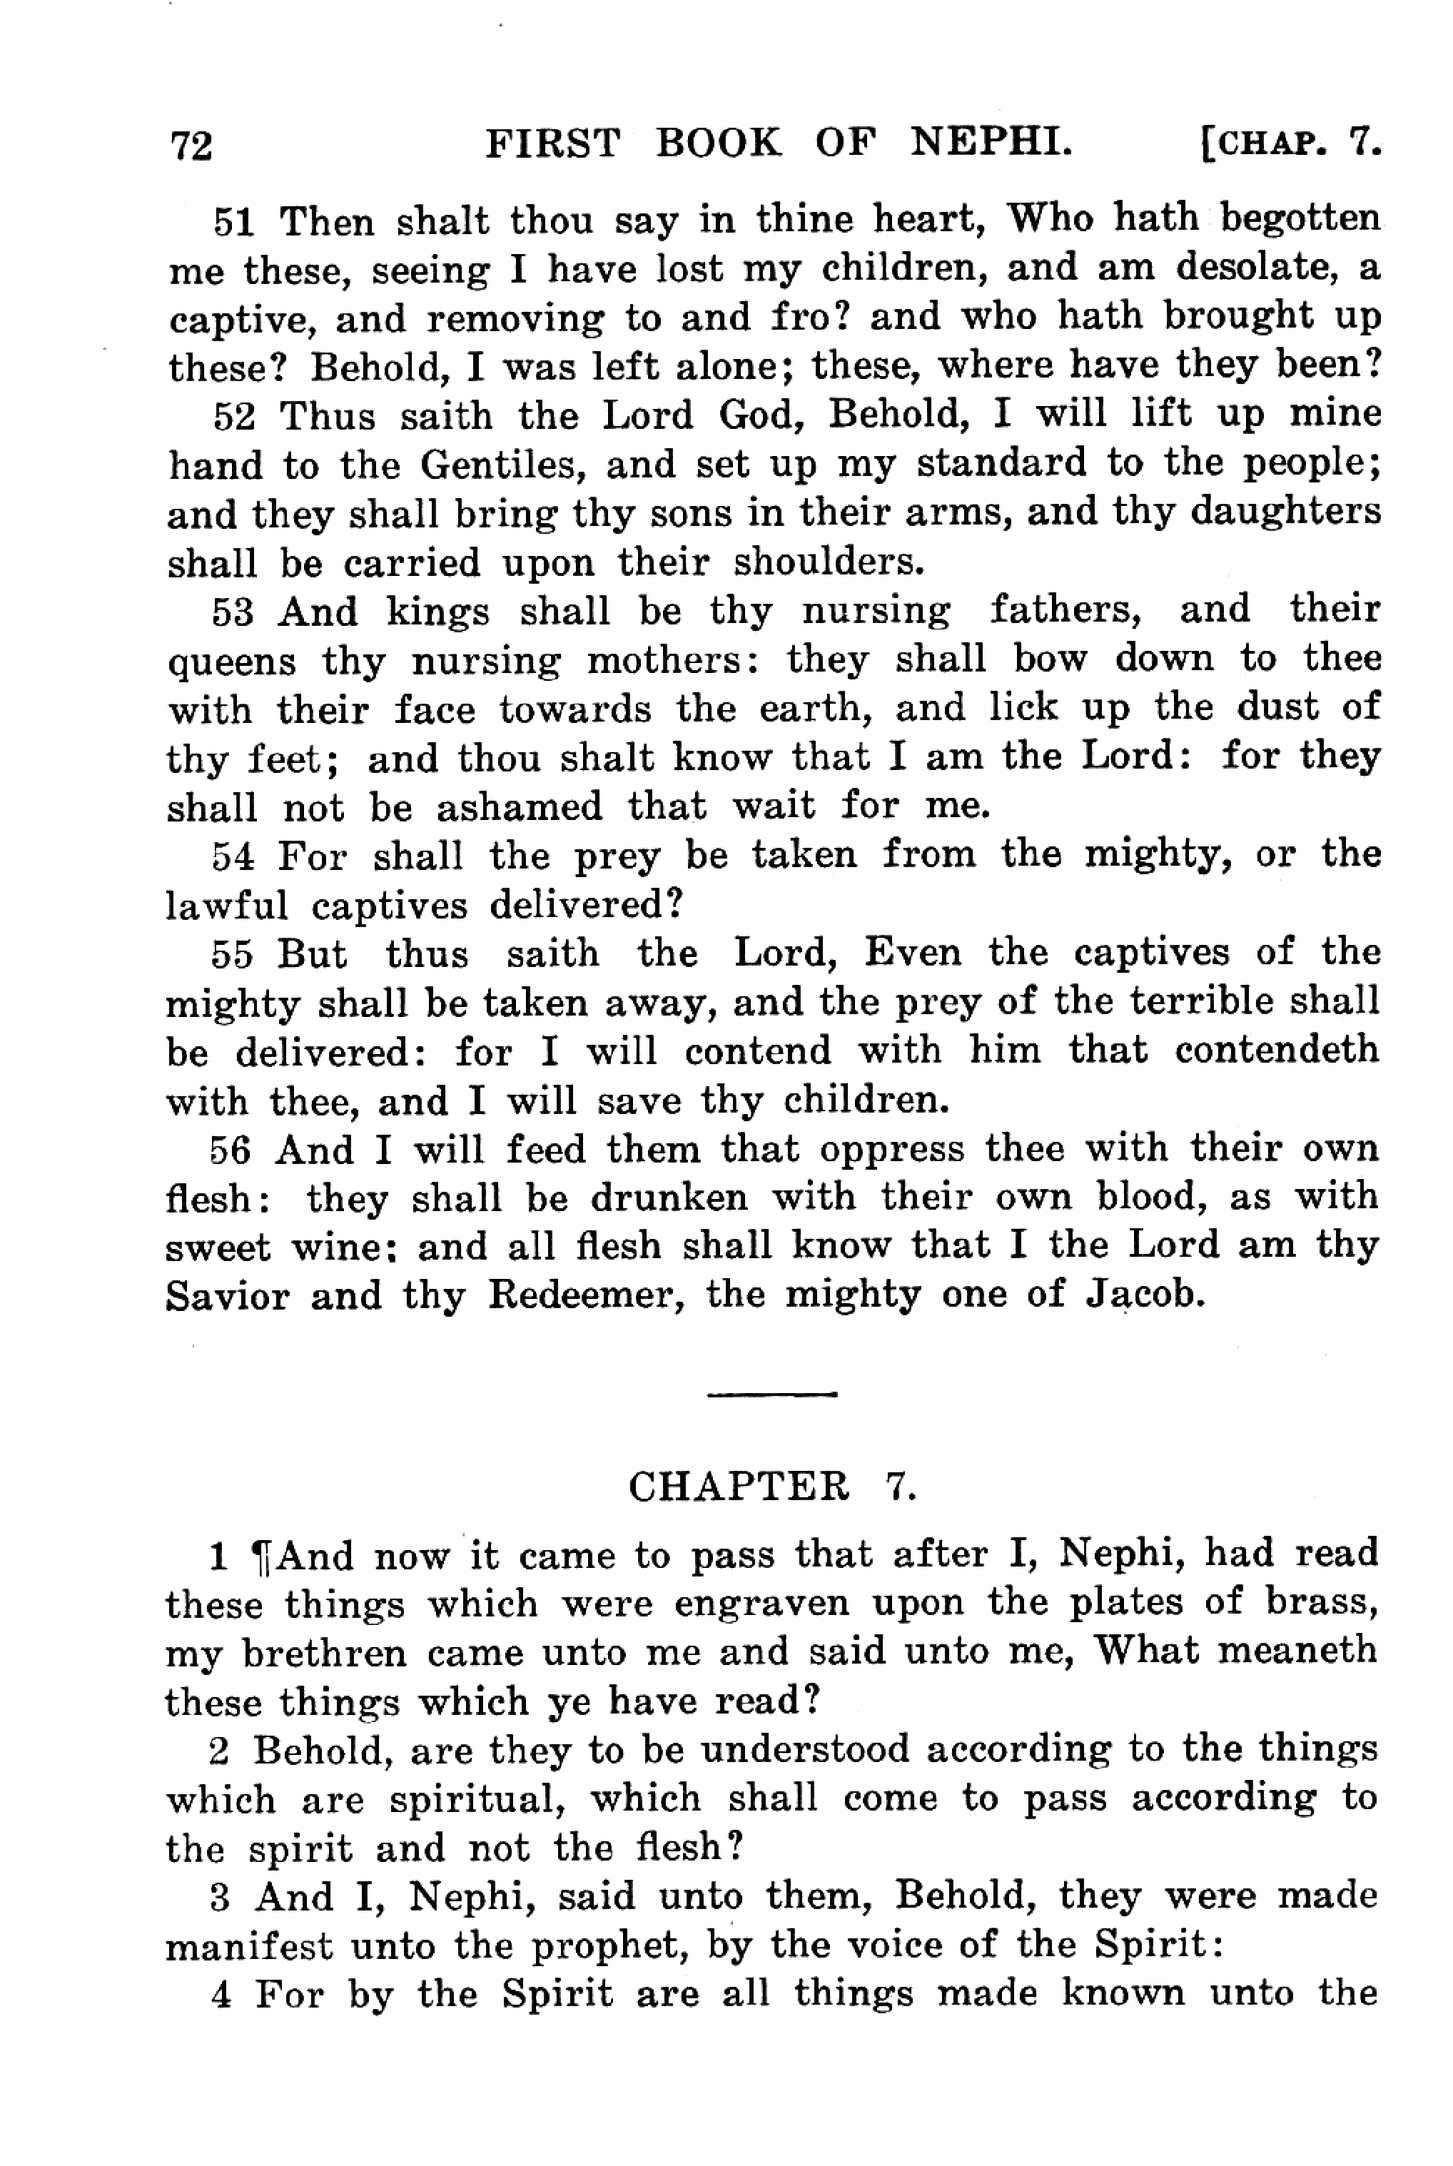 72 FIRST BOOK OF NEPHI. [CHAP. 7.
51 Then shalt thou say in thine heart, Who hath begotten
me these, seeing I have lost my children, and am desolate, a
captive, and removing to and fro? and who hath brought up
these? Behold, I was left alone; these, where have they been?
52 Thus saith the Lord God, Behold, I will lift up mine
hand to the Gentiles, and set up my standard to the people;
and they shall bring thy sons in their arms, and thy daughters
shall be carried upon their shoulders.
53 And kings shall be thy nursing fathers, and their
queens thy nursing mothers: they shall bow down to thee
with their face towards the earth, and lick up the dust of
thy feet; and thou shalt know that I am the Lord: for they
shall not be ashamed that wait for me.
54 For shall the prey be taken from the mighty, or the
lawful captives delivered?
55 But thus saith the Lord, Even the captives of the
mighty shall be taken away, and the prey of the terrible shall
be delivered: for I will contend with him that contendeth
with thee, and I will save thy children.
56 And I will feed them that oppress thee with their own
flesh: they shall be drunken with their own blood, as with
sweet wine; and all flesh shall know that I the Lord am thy
Savior and thy Redeemer, the mighty one of Jacob.
CHAPTER 7.
1 ¶And now it came to pass that after I, Nephi, had read
these things which were engraven upon the plates of brass,
my brethren came unto me and said unto me, What meaneth
these things which ye have read?
2 Behold, are they to be understood according to the things
which are spiritual, which shall come to pass according to
the spirit and not the flesh?
3 And I, Nephi, said unto them, Behold, they were made
manifest unto the prophet, by the voice of the Spirit:
4 For by the Spirit are all things made known unto the